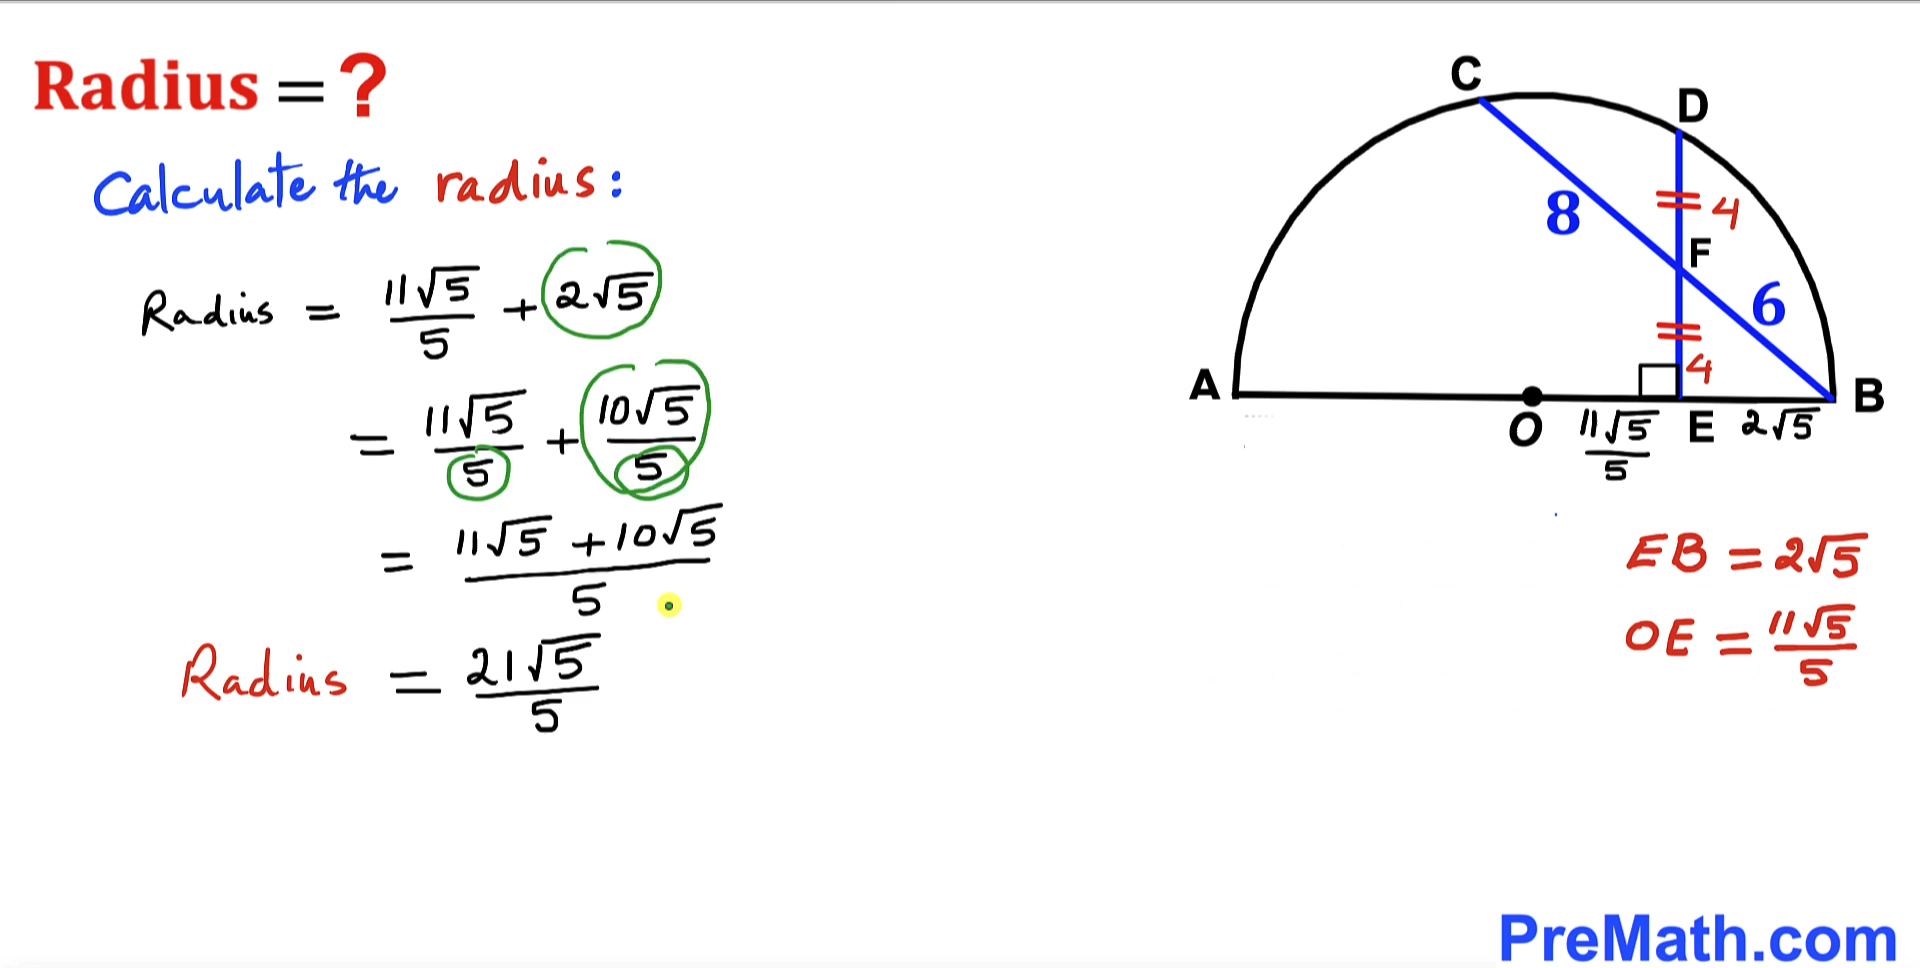 Radius = ?
Calculate the radius:
Radius = 11√5/5 + 2√5
= 11√5/5 + 10√5/5
= 11√5 + 10√5/5
Radius = 21√5/5
C
D
8
4
F
6
4
A
B
O
11√5/5
E
2√5
EB = 2√5
OE = 11√5/5
PreMath.com